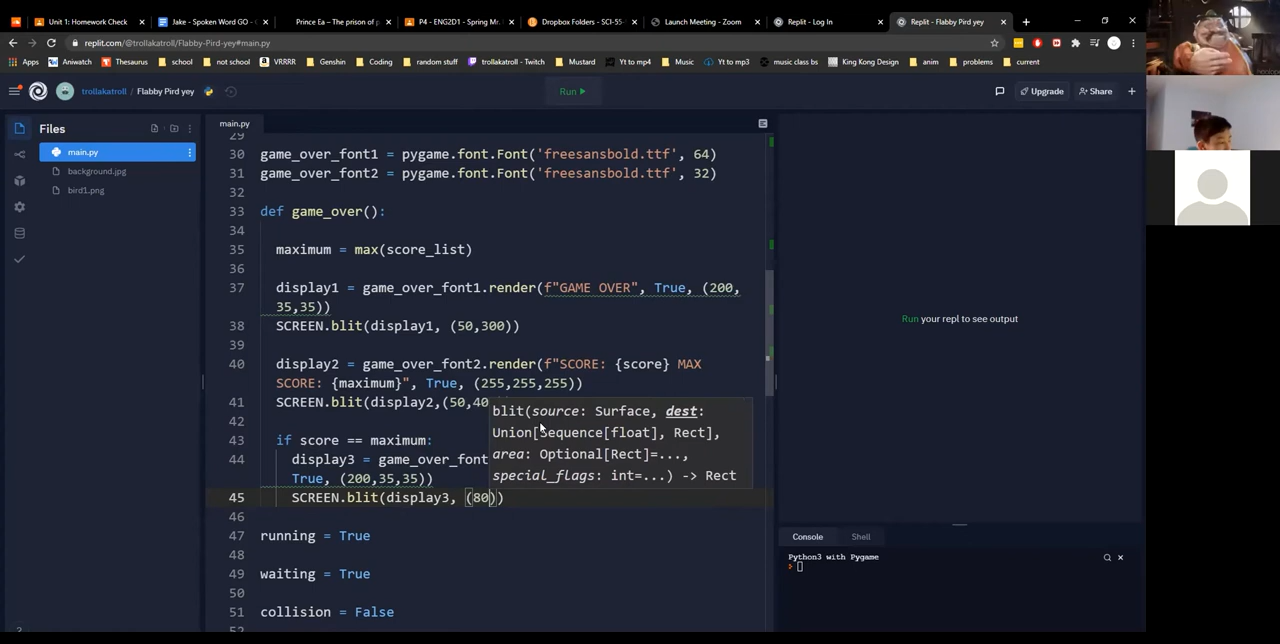 Unit 1: Homework Check
Jake - Spoken Word GO
Prince Ea - The prison of
P4 - ENG2D1 - Spring Mr.
Dropbox Folders - SCI-55
Launch Meeting - Zoom
Replit - Log In
Replit - Flabby Pird yey
replit.com/@trollakatroll/Flabby-Pird-yey#main.py
Apps Aniwatch Thesaurus school not school VRRRR Genshin Coding random stuff trollakatroll - Twitch Mustard Yt to mp4 Music Yt to mp3 music class bs King Kong Design anim problems current
trollakatroll / Flabby Pird yey
Run
Upgrade
Share
Files
main.py
background.jpg
bird1.png
main.py
29
30 game_over_font1 = pygame.font.Font('freesansbold.ttf', 64)
31 game_over_font2 = pygame.font.Font('freesansbold.ttf', 32)
32
33 def game_over():
34
35 maximum = max(score_list)
36
37 display1 = game_over_font1.render(f"GAME OVER", True, (200,
35,35))
38 SCREEN.blit(display1, (50,300))
39
40 display2 = game_over_font2.render(f"SCORE: {score} MAX
SCORE: {maximum}", True, (255,255,255))
41 SCREEN.blit(display2,(50,40
42
43 if score == maximum:
44 display3 = game_over_font
True, (200,35,35))
45 SCREEN.blit(display3, (80))
46
47 running = True
48
49 waiting = True
50
51 collision = False
52
blit(source: Surface, dest:
Union[Sequence[float], Rect],
area: Optional[Rect]=...,
special_flags: int=...) -> Rect
Run your repl to see output
Console
Shell
Python3 with Pygame